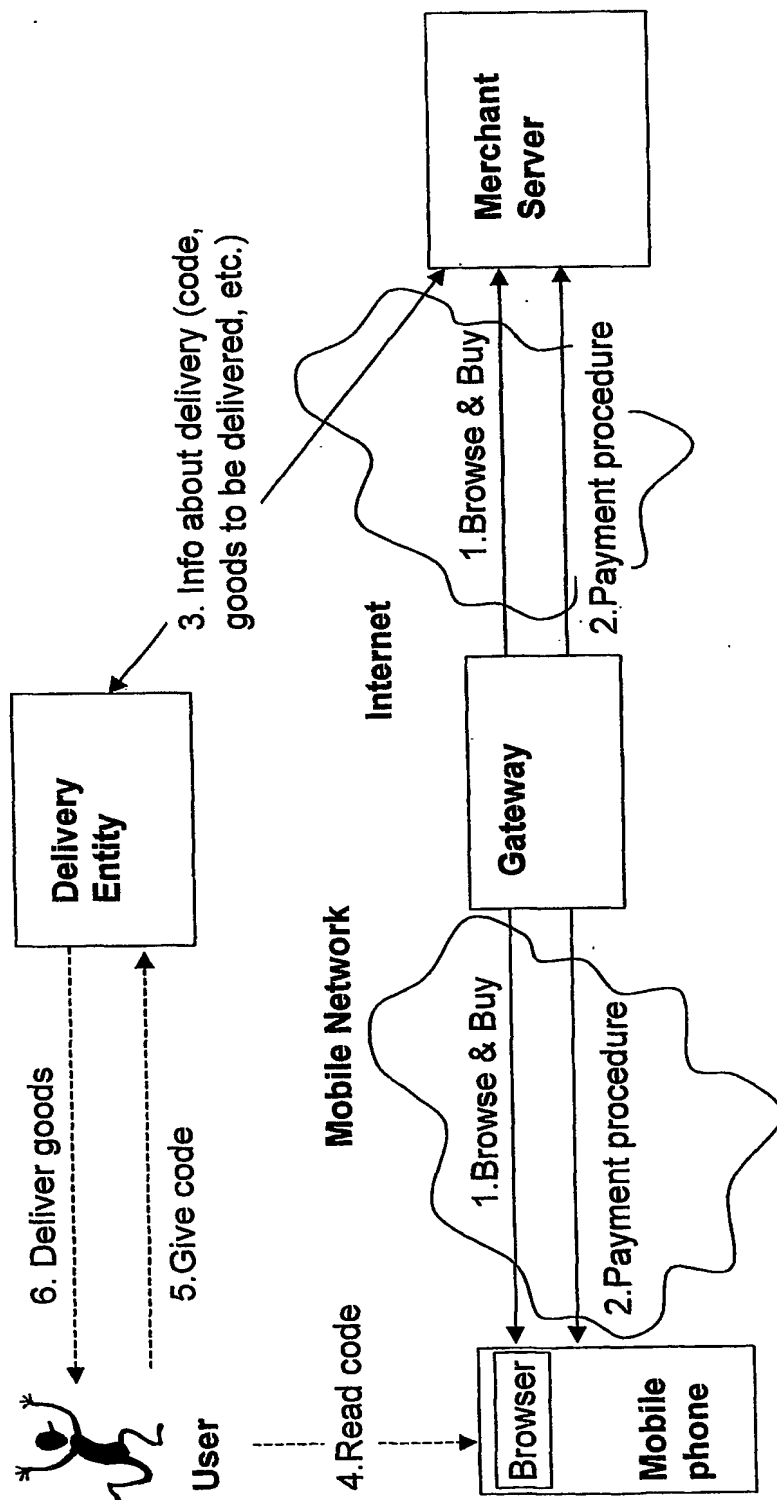 6. Deliver goods
5.Give code
User
4.Read code
Browser
Mobile
phone
Delivery
Entity
3. Info about delivery (code,
goods to be delivered, etc.)
Mobile Network
1.Browse & Buy
2.Payment procedure
Gateway
Internet
1.Browse & Buy
2.Payment procedure
Merchant
Server